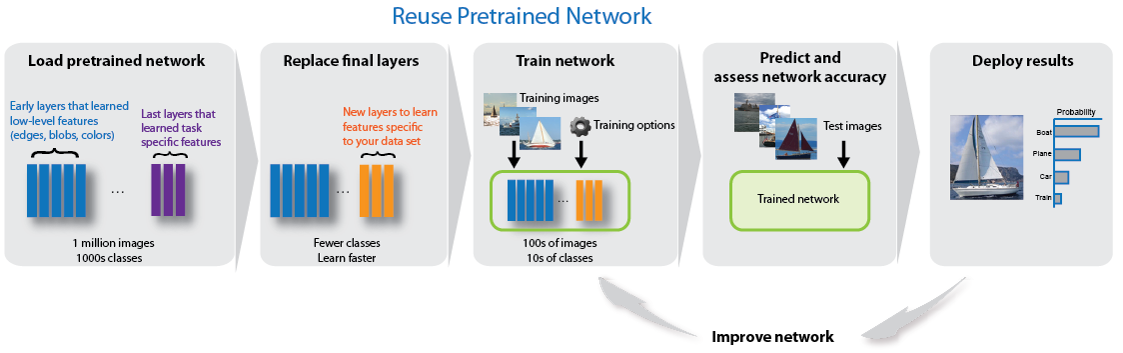 Reuse Pretrained Network
Load pretrained network
Early layers that learned
low-level features
(edges, blobs, colors)
Last layers that
learned task
specific features
...
1 million images
1000s classes
Replace final layers
New layers to learn
features specific
to your data set
...
Fewer classes
Learn faster
Train network
Training images
Training options
...
100s of images
10s of classes
Predict and
assess network accuracy
Test images
Trained network
Deploy results
Probability
Boat
Plane
Car
Train
Improve network